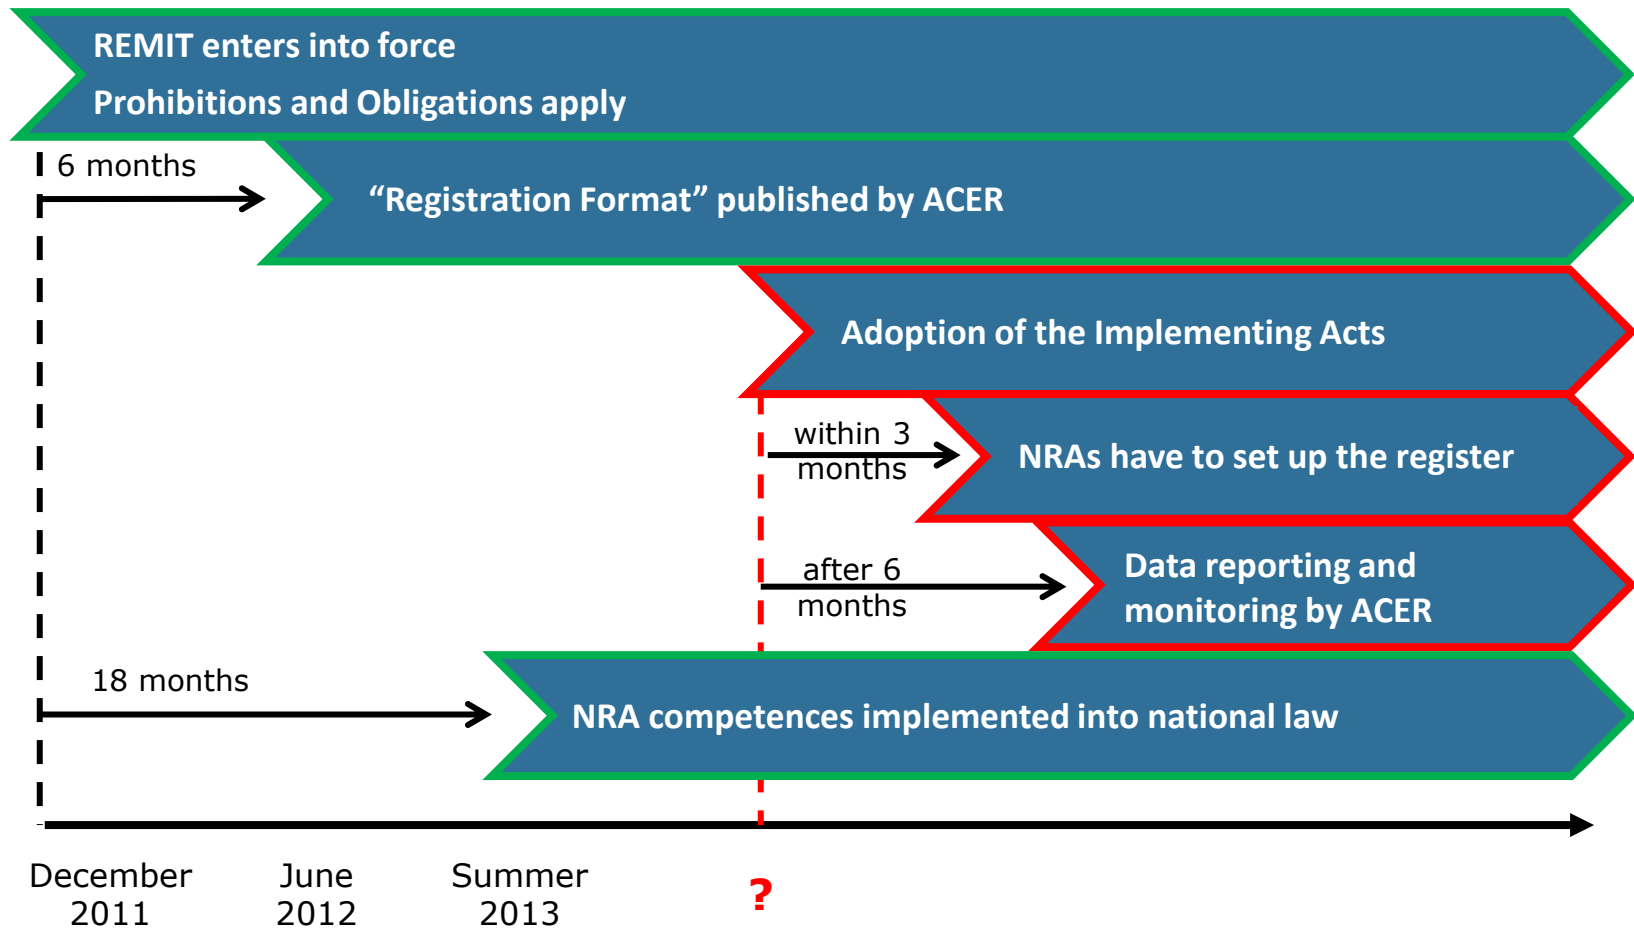 REMIT enters into force
Prohibitions and Obligations apply
6 months
“Registration Format” published by ACER
Adoption of the Implementing Acts
within 3
months
NRAs have to set up the register
after 6
months
Data reporting and
monitoring by ACER
18 months
NRA competences implemented into national law
December
2011
June
2012
Summer
2013
?